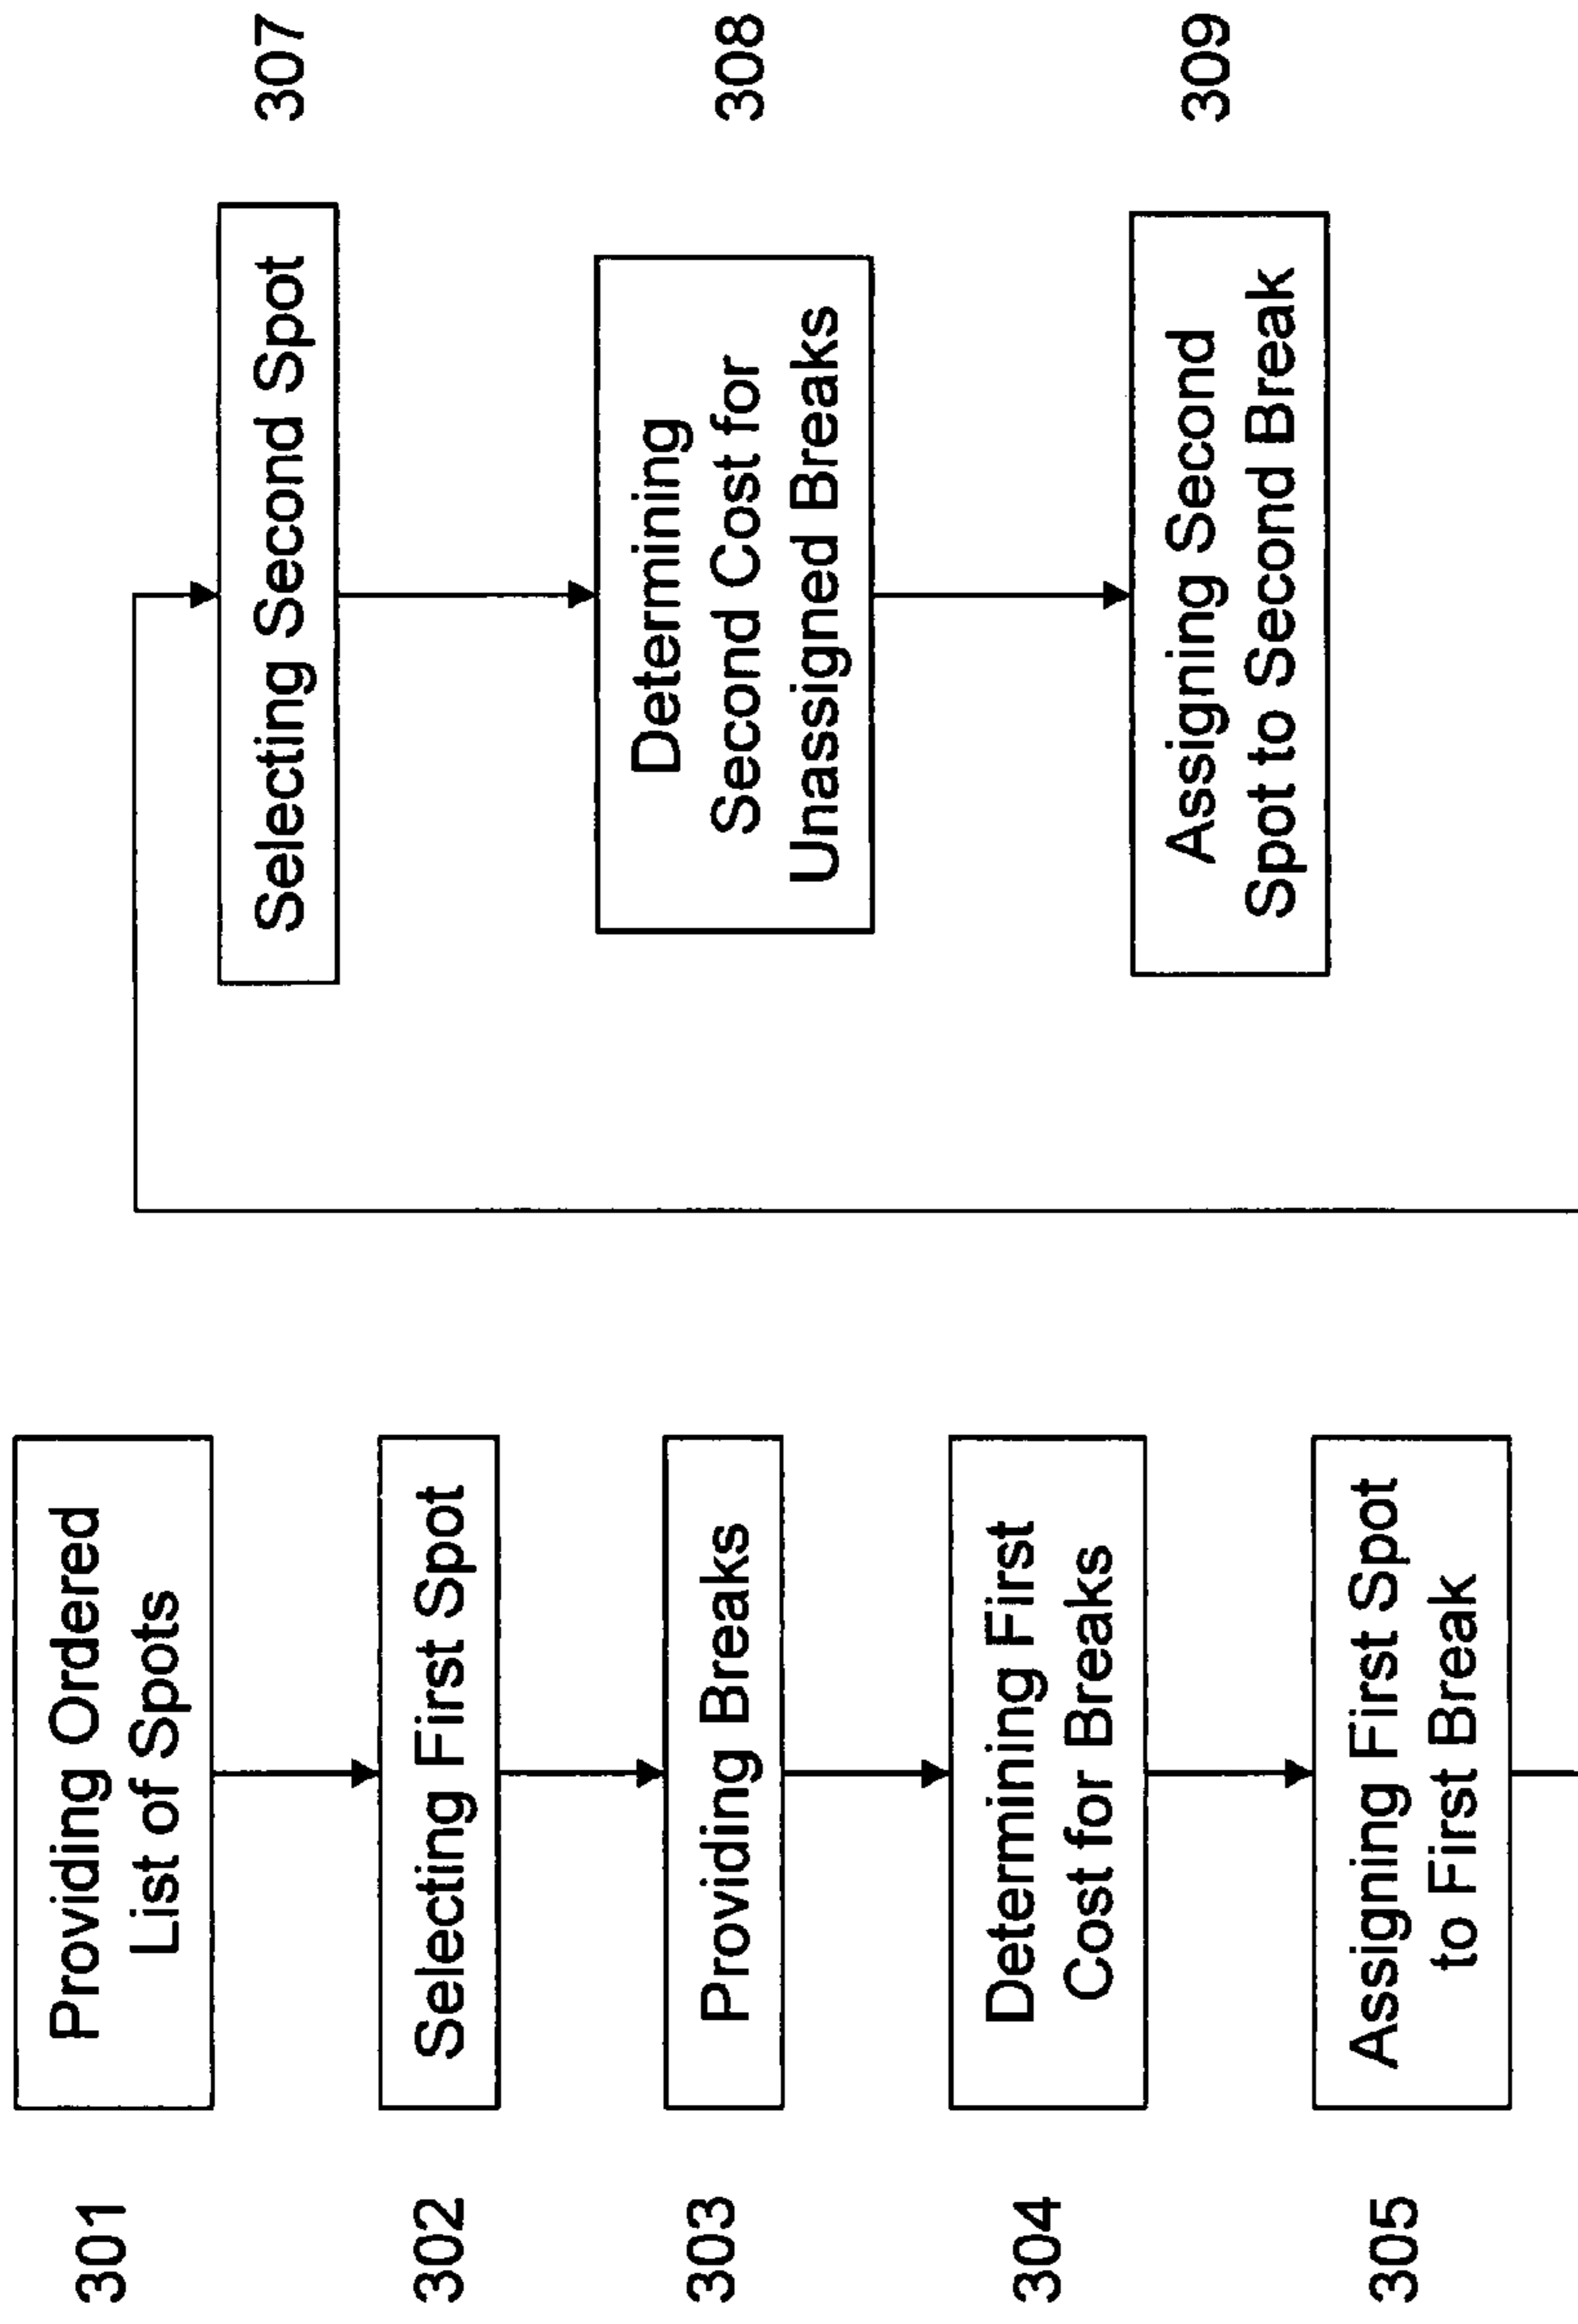 301
Providing Ordered
List of Spots
302
Selecting First Spot
303
Providing Breaks
304
Determining First
Cost for Breaks
305
Assigning First Spot
to First Break
Selecting Second Spot
307
Determining
Second Cost for
Unassigned Breaks
308
Assigning Second
Spot to Second Break
309